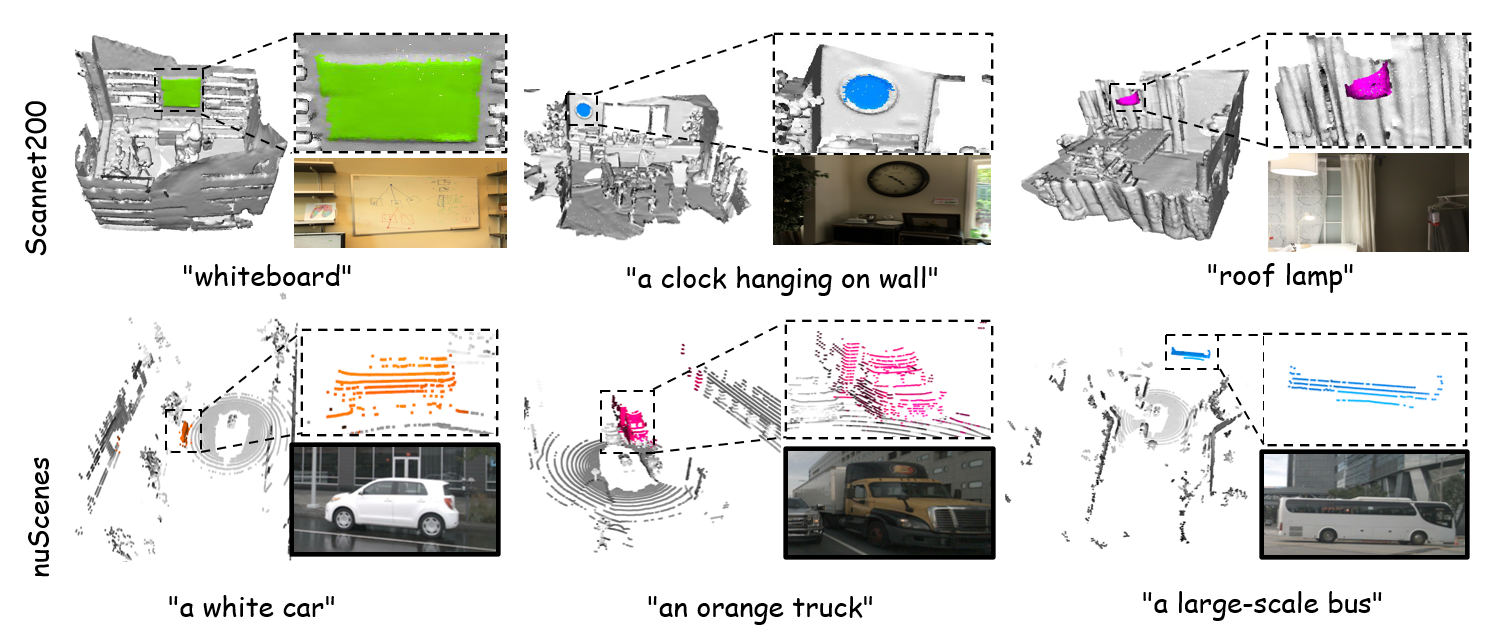 Scannet200
"whiteboard"
"a clock hanging on wall"
"roof lamp"
nuScenes
"a white car"
"an orange truck"
"a large-scale bus"